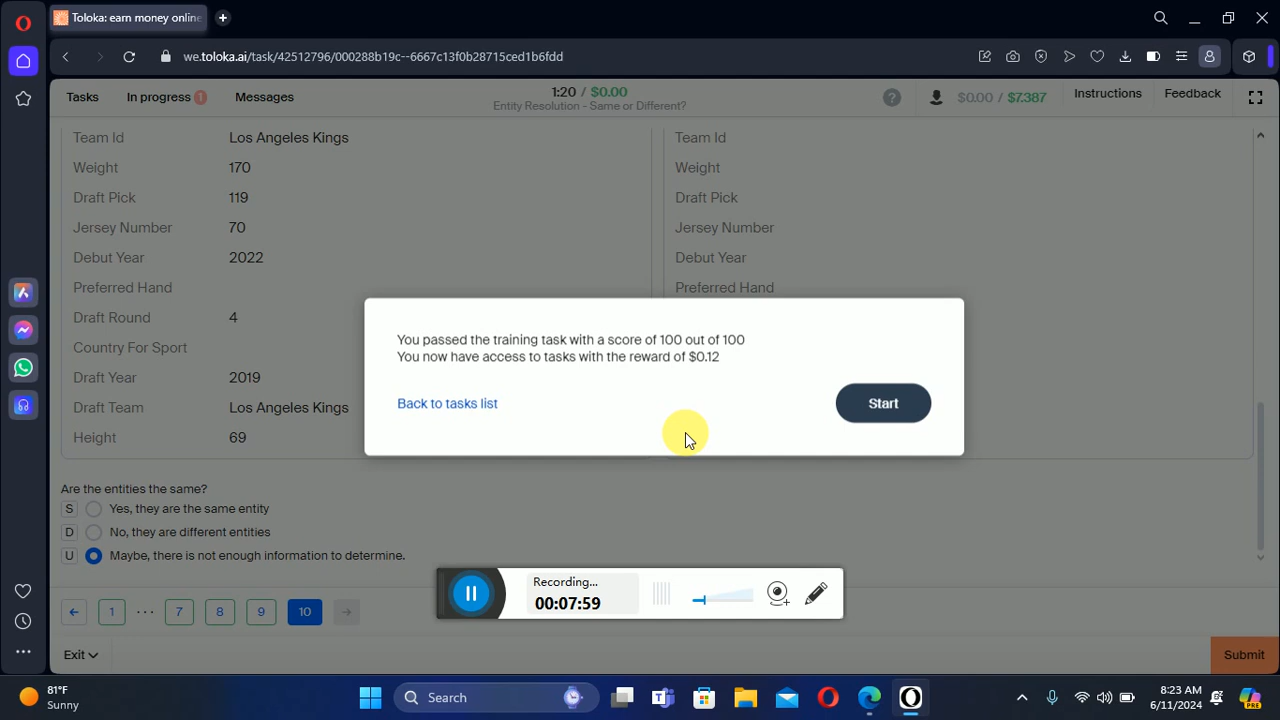 Toloka: earn money online
we.toloka.ai/task/42512796/000288b19c--6667c13f0b28715ced1b6fdd
Tasks
In progress 1
Messages
1:20 / $0.00
Entity Resolution - Same or Different?
?
$0.00 / $7.387
Instructions
Feedback
Team Id Los Angeles Kings
Weight 170
Draft Pick 119
Jersey Number 70
Debut Year 2022
Preferred Hand
Draft Round 4
Country For Sport
Draft Year 2019
Draft Team Los Angeles Kings
Height 69
Team Id
Weight
Draft Pick
Jersey Number
Debut Year
Preferred Hand
You passed the training task with a score of 100 out of 100
You now have access to tasks with the reward of $0.12
Back to tasks list
Start
Are the entities the same?
S Yes, they are the same entity
D No, they are different entities
U Maybe, there is not enough information to determine.
Recording...
00:07:59
1 ... 7 8 9 10
Exit
Submit
81°F
Sunny
Search
8:23 AM
6/11/2024
PRE